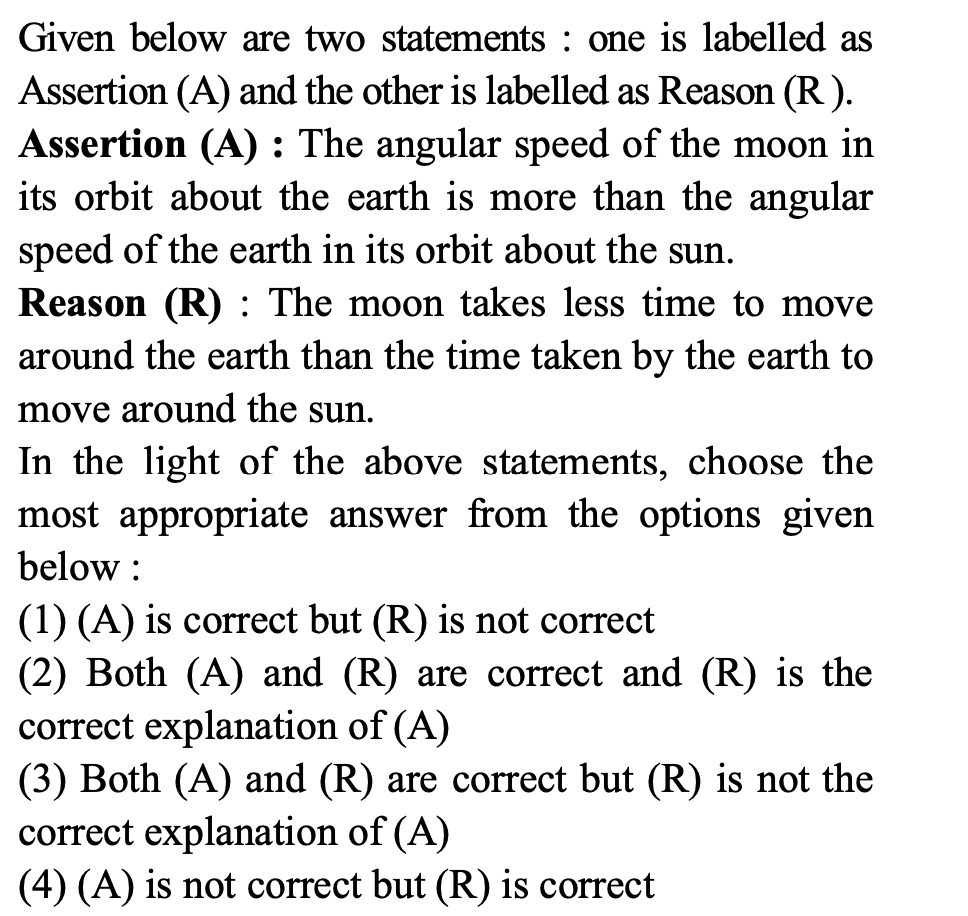 Given below are two statements : one is labelled as
Assertion (A) and the other is labelled as Reason (R ).
Assertion (A) : The angular speed of the moon in
its orbit about the earth is more than the angular
speed of the earth in its orbit about the sun.
Reason (R) : The moon takes less time to move
around the earth than the time taken by the earth to
move around the sun.
In the light of the above statements, choose the
most appropriate answer from the options given
below :
(1) (A) is correct but (R) is not correct
(2) Both (A) and (R) are correct and (R) is the
correct explanation of (A)
(3) Both (A) and (R) are correct but (R) is not the
correct explanation of (A)
(4) (A) is not correct but (R) is correct